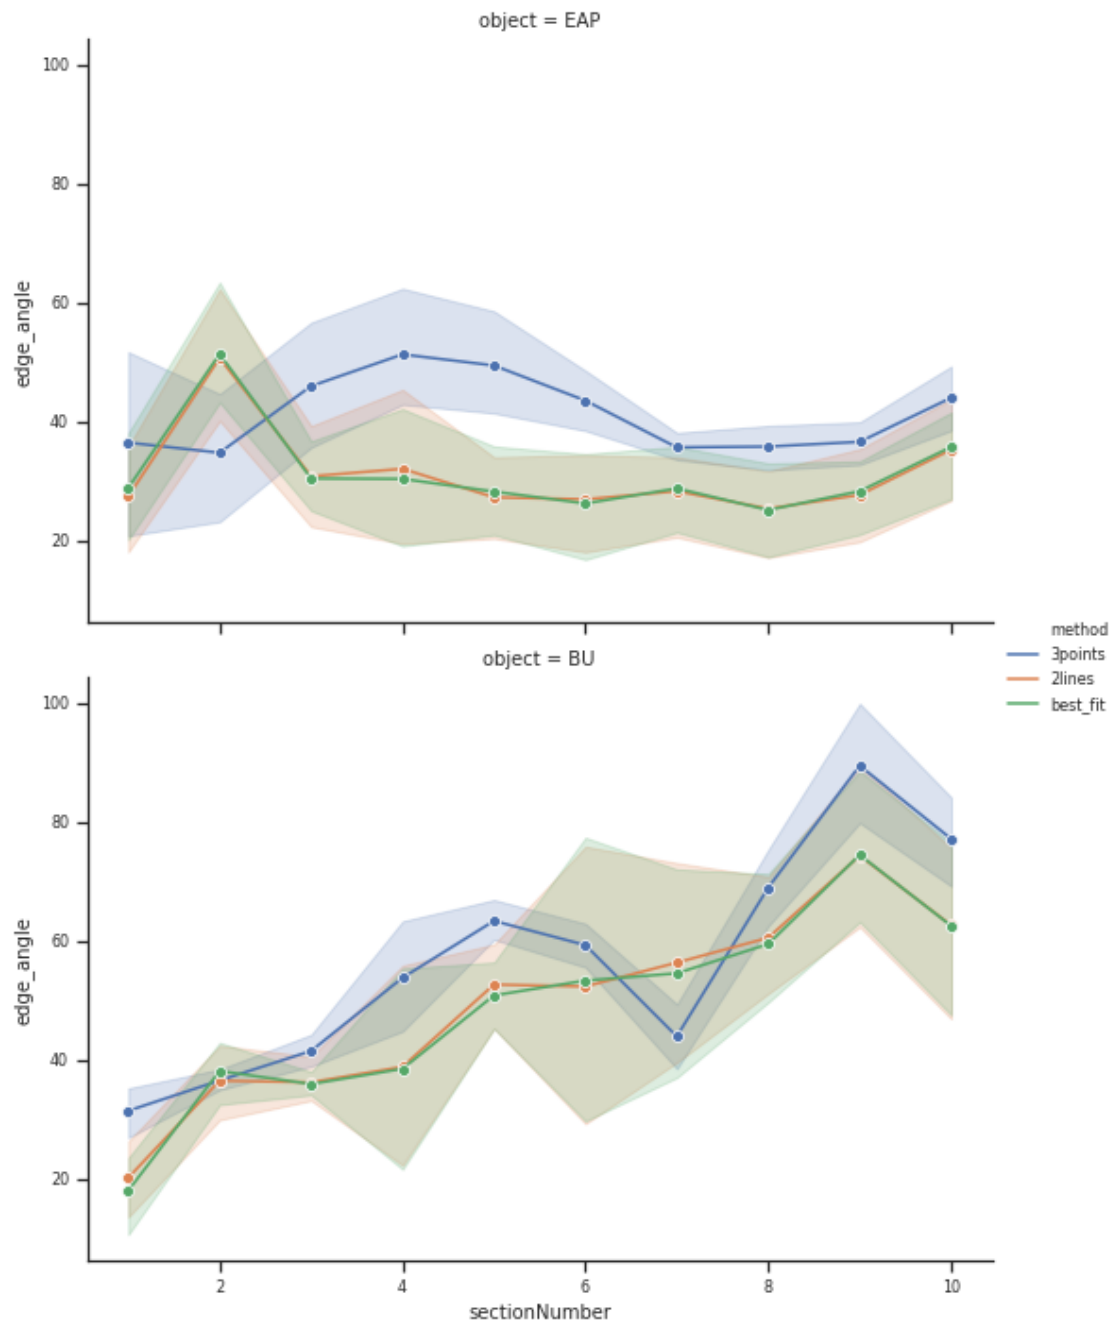 object = EAP
100
80
60
40
20
edge_angle
method
3points
2lines
best_fit
object = BU
100
80
60
40
20
edge_angle
2 4 6 8 10
sectionNumber